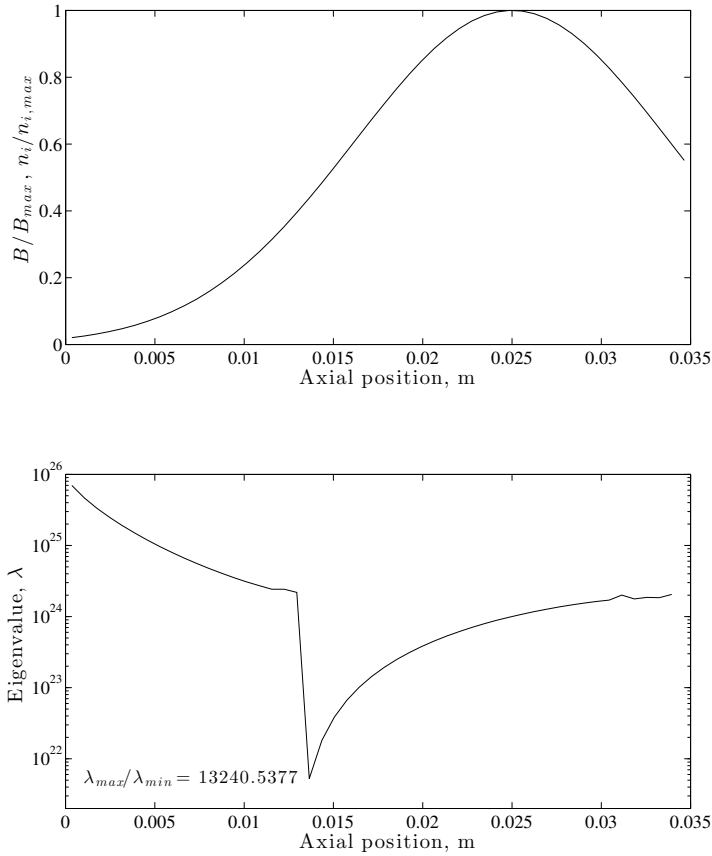 B/B_max , n_i/n_i,max
1
0.8
0.6
0.4
0.2
0
0 0.005 0.01 0.015 0.02 0.025 0.03 0.035
Axial position, m
Eigenvalue, λ
10^26
10^25
10^24
10^23
10^22
λ_max/λ_min = 13240.5377
0 0.005 0.01 0.015 0.02 0.025 0.03 0.035
Axial position, m